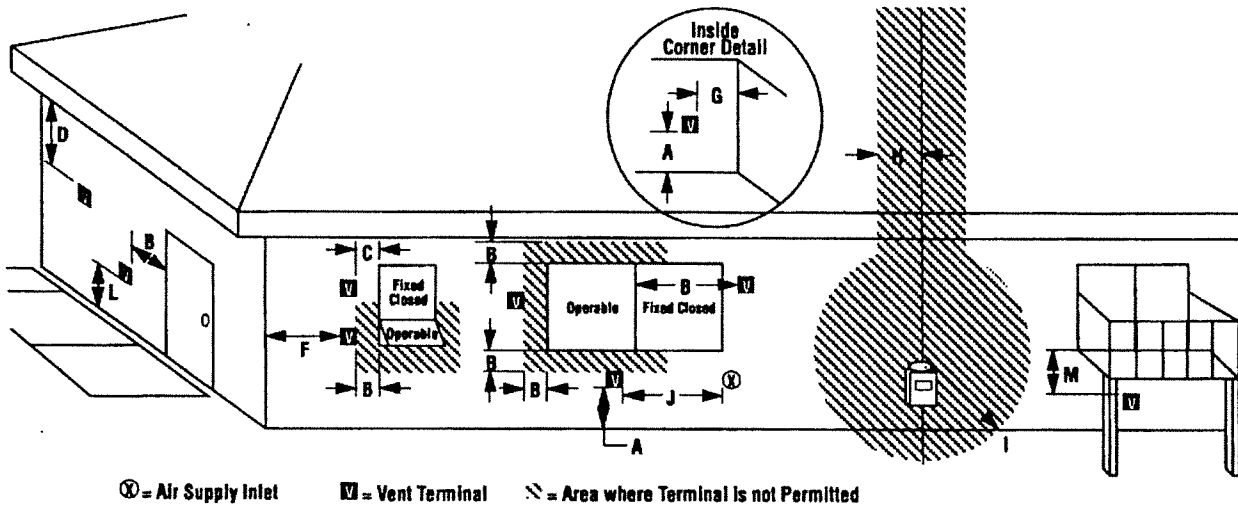 Inside
Corner Detail
G
V
A
D
V
B
V
L
H
C
B
V
Fixed
Closed
V
Operable
F
B
V
Operable
B
Fixed Closed
V
B
B
V
J
X
A
M
V
I
X = Air Supply Inlet
V = Vent Terminal
= Area where Terminal is not Permitted